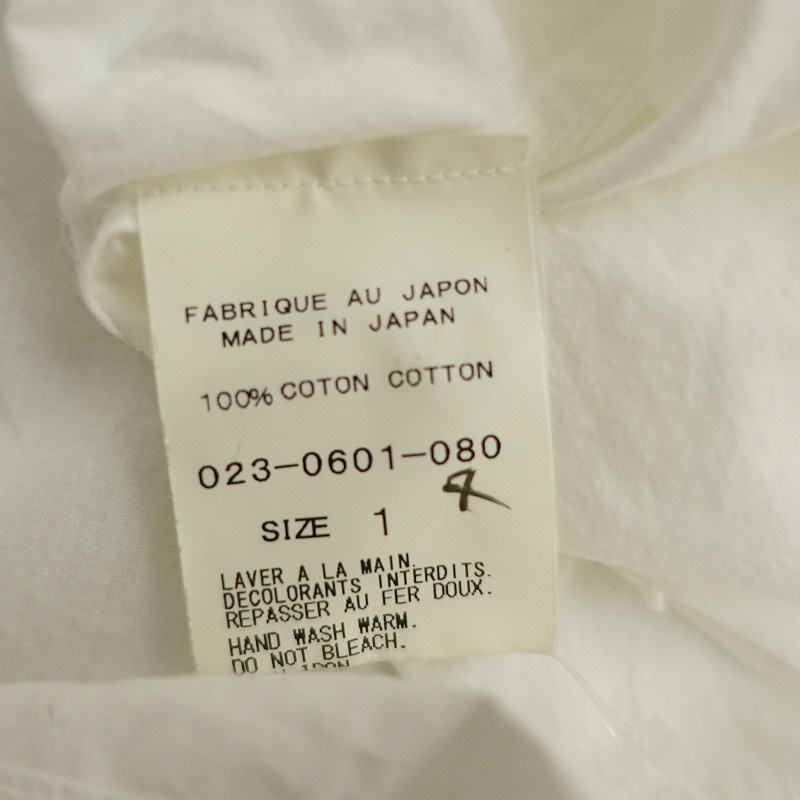 FABRIQUE AU JAPON
MADE IN JAPAN
100% COTON COTTON
023-0601-080
SIZE 1
LAVER A LA MAIN.
DECOLORANTS INTERDITS.
REPASSER AU FER DOUX.
HAND WASH WARM.
DO NOT BLEACH.